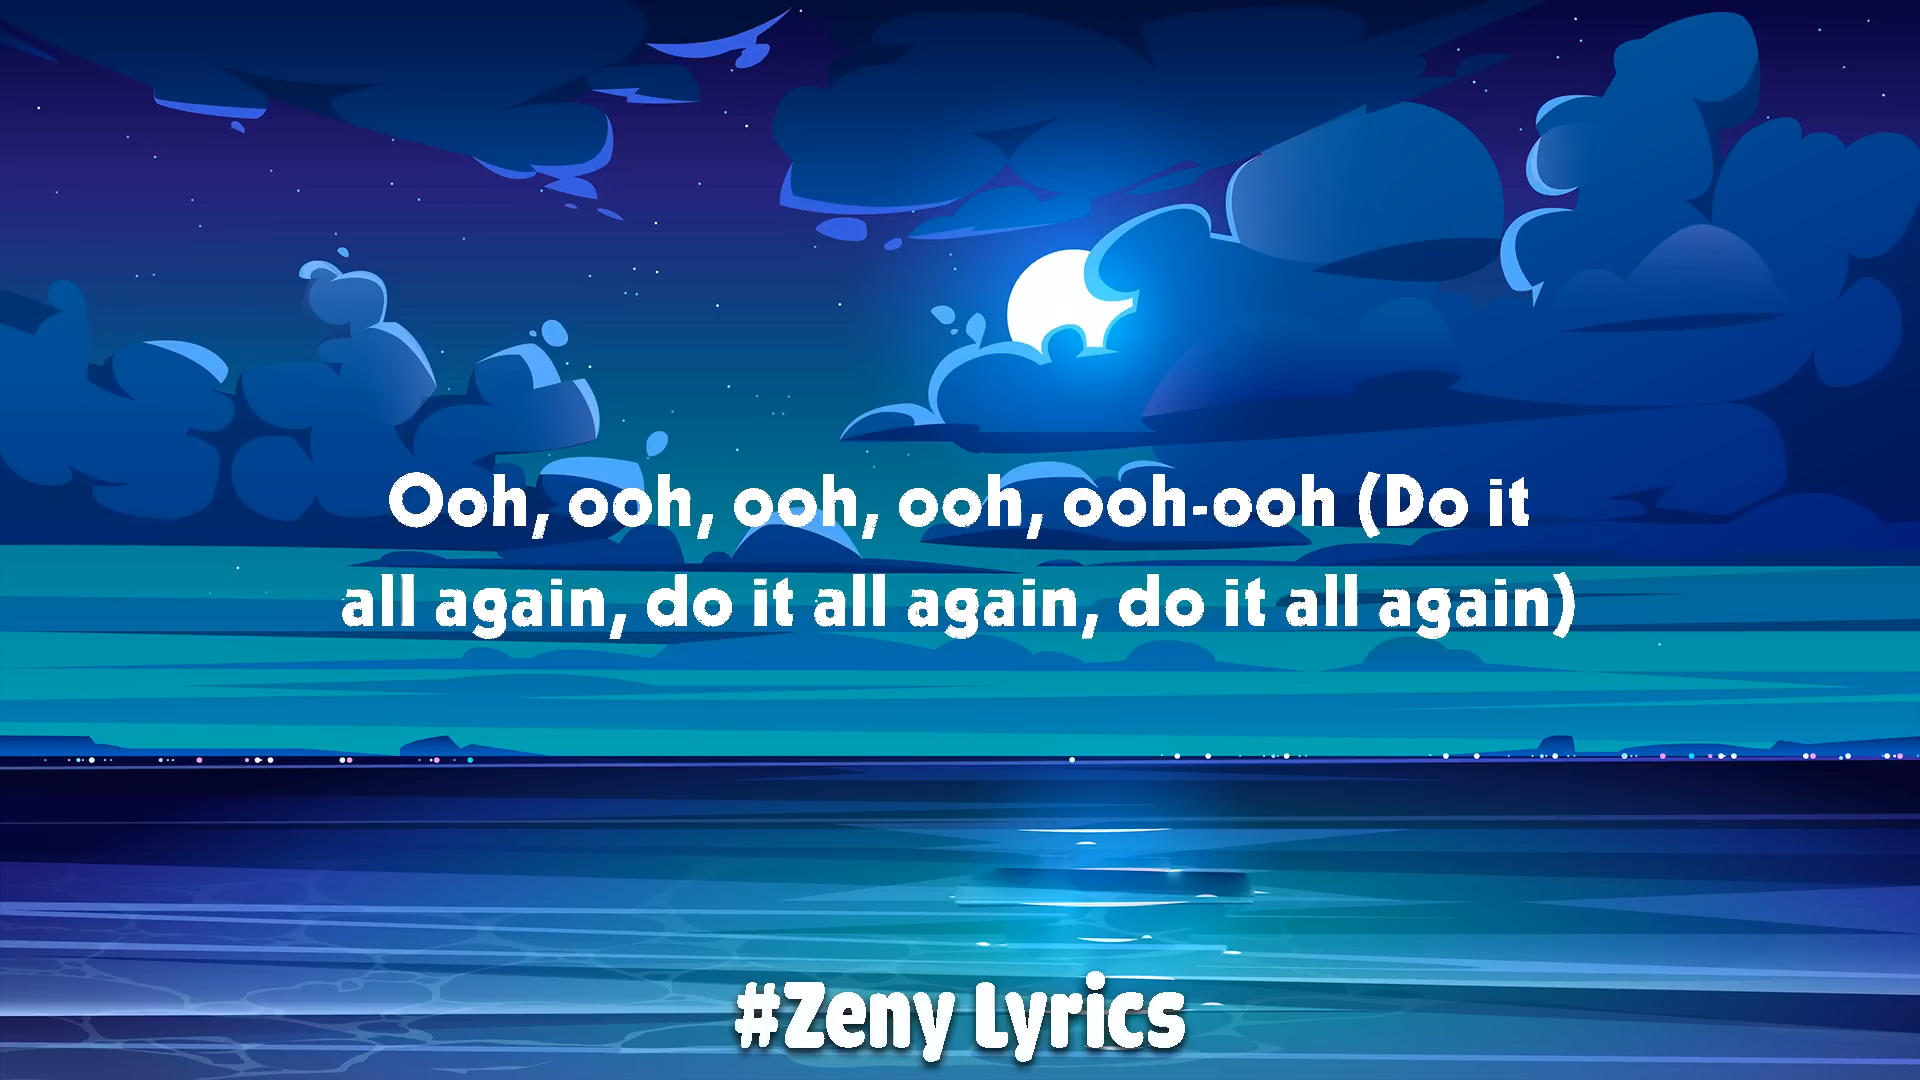 Ooh, ooh, ooh, ooh, ooh-ooh (Do it
all again, do it all again, do it all again)
#Zeny Lyrics